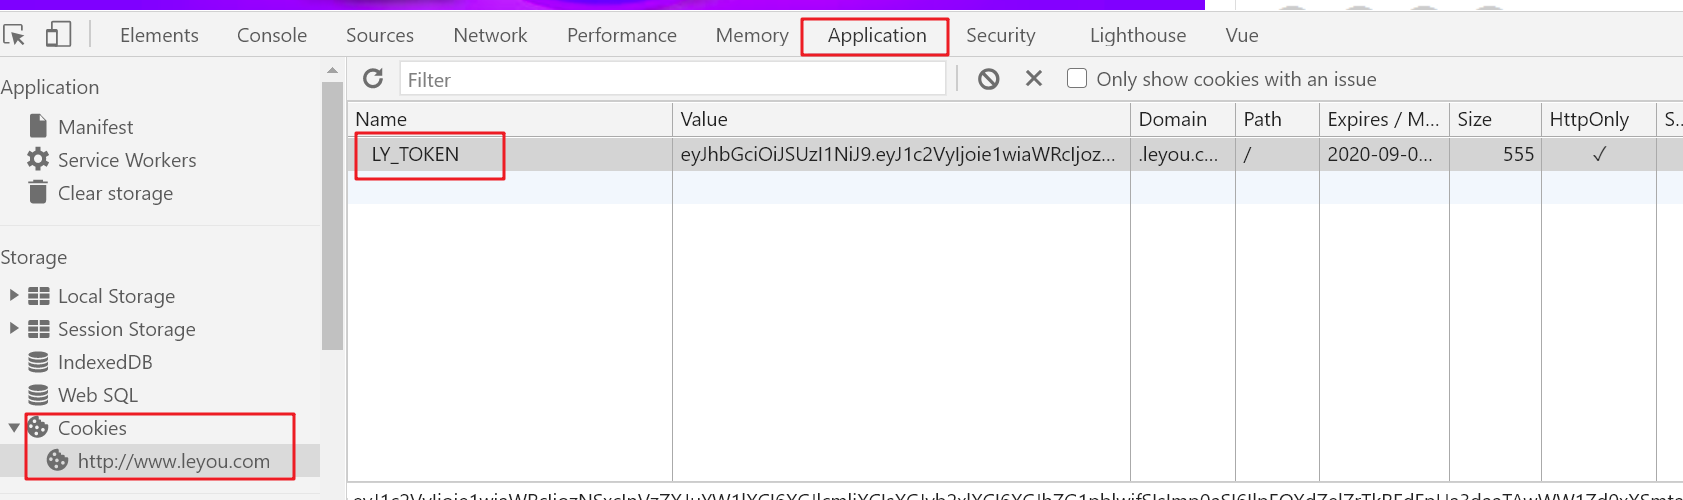 Elements Console Sources Network Performance Memory Application Security Lighthouse Vue
Application
Manifest
Service Workers
Clear storage
Storage
Local Storage
Session Storage
IndexedDB
Web SQL
Cookies
http://www.leyou.com
Filter
Only show cookies with an issue
Name Value Domain Path Expires / M... Size HttpOnly S...
LY_TOKEN eyJhbGciOiJSUzI1NiJ9.eyJ1c2VyIjoie1wiaWRcIjoz... .leyou.c... / 2020-09-0... 555 ✓